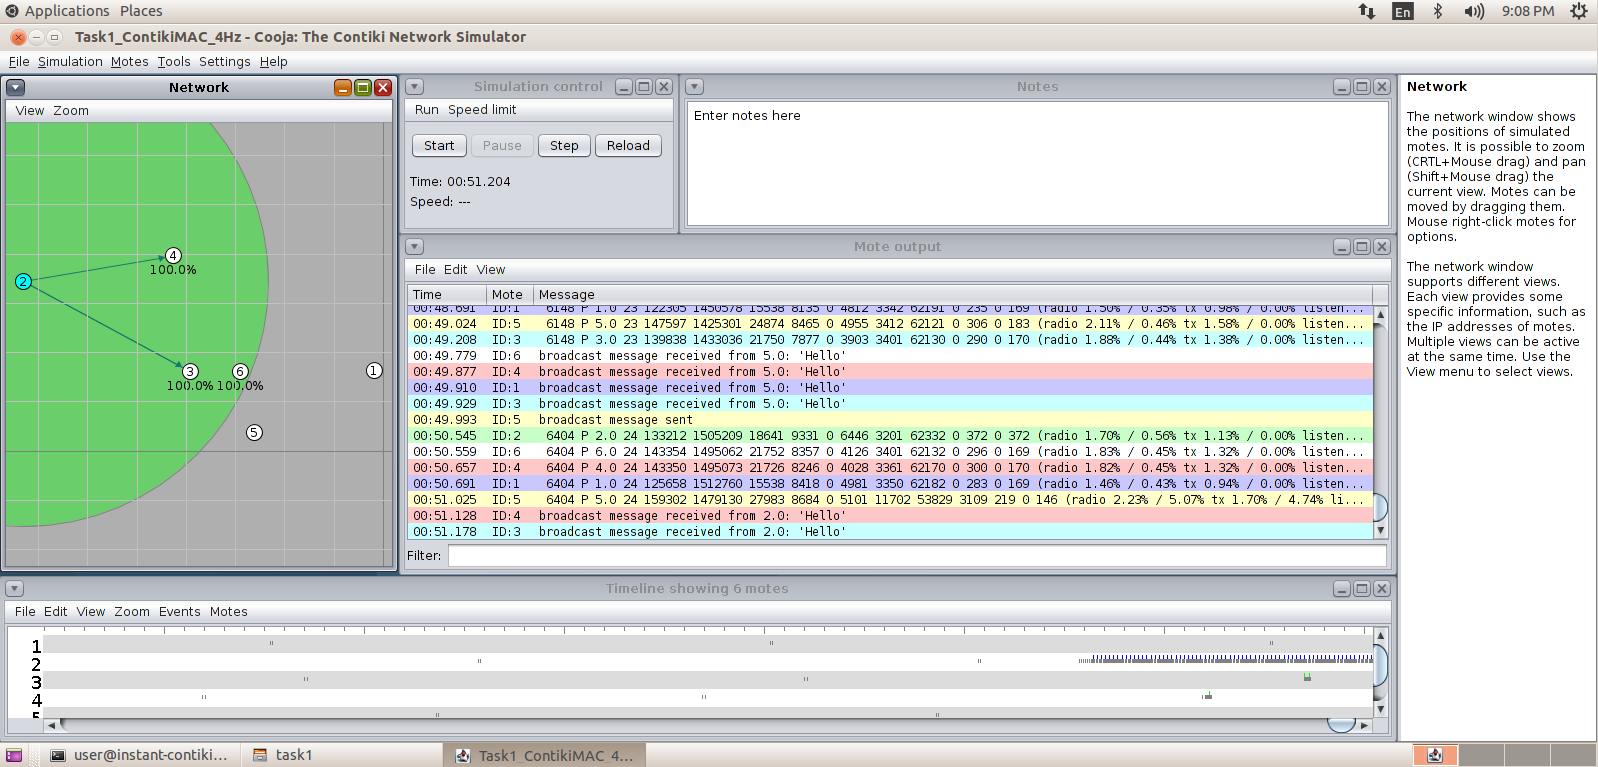 Applications Places
En
9:08 PM
Task1_ContikiMAC_4Hz - Cooja: The Contiki Network Simulator
File Simulation Motes Tools Settings Help
Network
View Zoom
4
100.0%
2
3
6
100.0% 100.0%
1
5
Simulation control
Run Speed limit
Start Pause Step Reload
Time: 00:51.204
Speed: ---
Notes
Enter notes here
Mote output
File Edit View
Time Mote Message
00:48.691 ID:1 6148 P 1.0 23 122305 1450578 15538 8135 0 4812 3342 62191 0 235 0 169 (radio 1.50% / 0.35% tx 0.98% / 0.00% listen...
00:49.024 ID:5 6148 P 5.0 23 147597 1425301 24874 8465 0 4955 3412 62121 0 306 0 183 (radio 2.11% / 0.46% tx 1.58% / 0.00% listen...
00:49.208 ID:3 6148 P 3.0 23 139838 1433036 21750 7877 0 3903 3401 62130 0 290 0 170 (radio 1.88% / 0.44% tx 1.38% / 0.00% listen...
00:49.779 ID:6 broadcast message received from 5.0: 'Hello'
00:49.877 ID:4 broadcast message received from 5.0: 'Hello'
00:49.910 ID:1 broadcast message received from 5.0: 'Hello'
00:49.929 ID:3 broadcast message received from 5.0: 'Hello'
00:49.993 ID:5 broadcast message sent
00:50.545 ID:2 6404 P 2.0 24 133212 1505209 18641 9331 0 6446 3201 62332 0 372 0 372 (radio 1.70% / 0.56% tx 1.13% / 0.00% listen...
00:50.559 ID:6 6404 P 6.0 24 143354 1495062 21752 8357 0 4126 3401 62132 0 296 0 169 (radio 1.83% / 0.45% tx 1.32% / 0.00% listen...
00:50.657 ID:4 6404 P 4.0 24 143350 1495073 21726 8246 0 4028 3361 62170 0 300 0 170 (radio 1.82% / 0.45% tx 1.32% / 0.00% listen...
00:50.691 ID:1 6404 P 1.0 24 125658 1512760 15538 8418 0 4981 3350 62182 0 283 0 169 (radio 1.46% / 0.43% tx 0.94% / 0.00% listen...
00:51.025 ID:5 6404 P 5.0 24 159302 1479130 27983 8684 0 5101 11702 53829 3109 219 0 146 (radio 2.23% / 5.07% tx 1.70% / 4.74% li...
00:51.128 ID:4 broadcast message received from 2.0: 'Hello'
00:51.178 ID:3 broadcast message received from 2.0: 'Hello'
Filter:
Network
The network window shows
the positions of simulated
motes. It is possible to zoom
(CRTL+Mouse drag) and pan
(Shift+Mouse drag) the
current view. Motes can be
moved by dragging them.
Mouse right-click motes for
options.
The network window
supports different views.
Each view provides some
specific information, such as
the IP addresses of motes.
Multiple views can be active
at the same time. Use the
View menu to select views.
Timeline showing 6 motes
File Edit View Zoom Events Motes
1
2
3
4
5
user@instant-contiki...
task1
Task1_ContikiMAC_4...